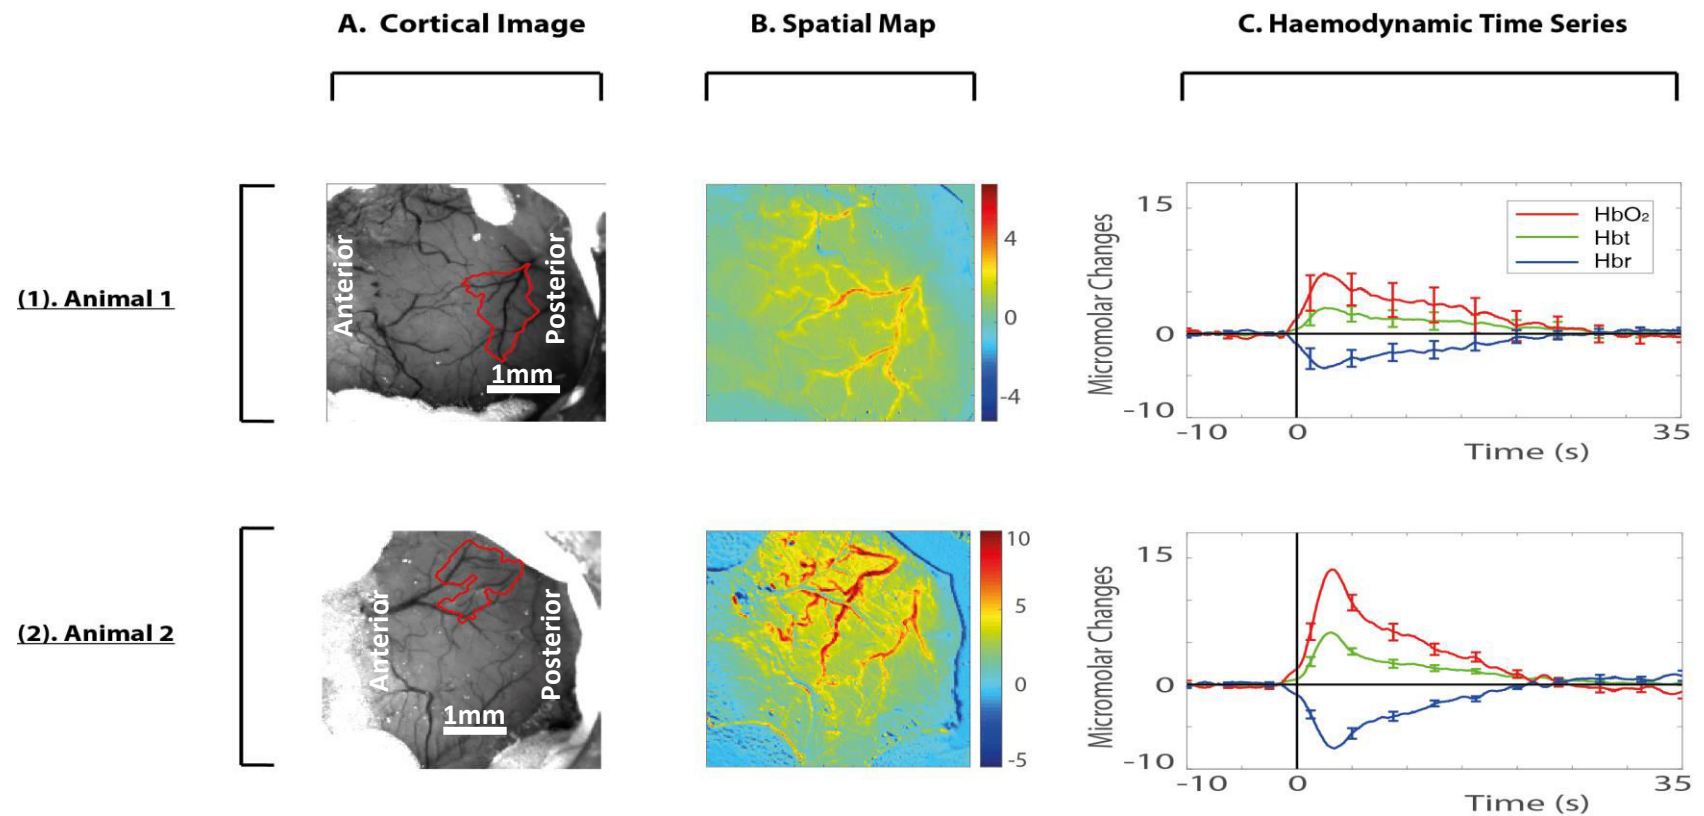 A. Cortical Image
B. Spatial Map
C. Haemodynamic Time Series
(1). Animal 1
Anterior
Posterior
1mm
4
0
-4
Micromolar Changes
15
0
-10
HbO₂
Hbt
Hbr
-10
0
35
Time (s)
(2). Animal 2
Anterior
Posterior
1mm
10
5
0
-5
Micromolar Changes
15
0
-10
-10
0
35
Time (s)